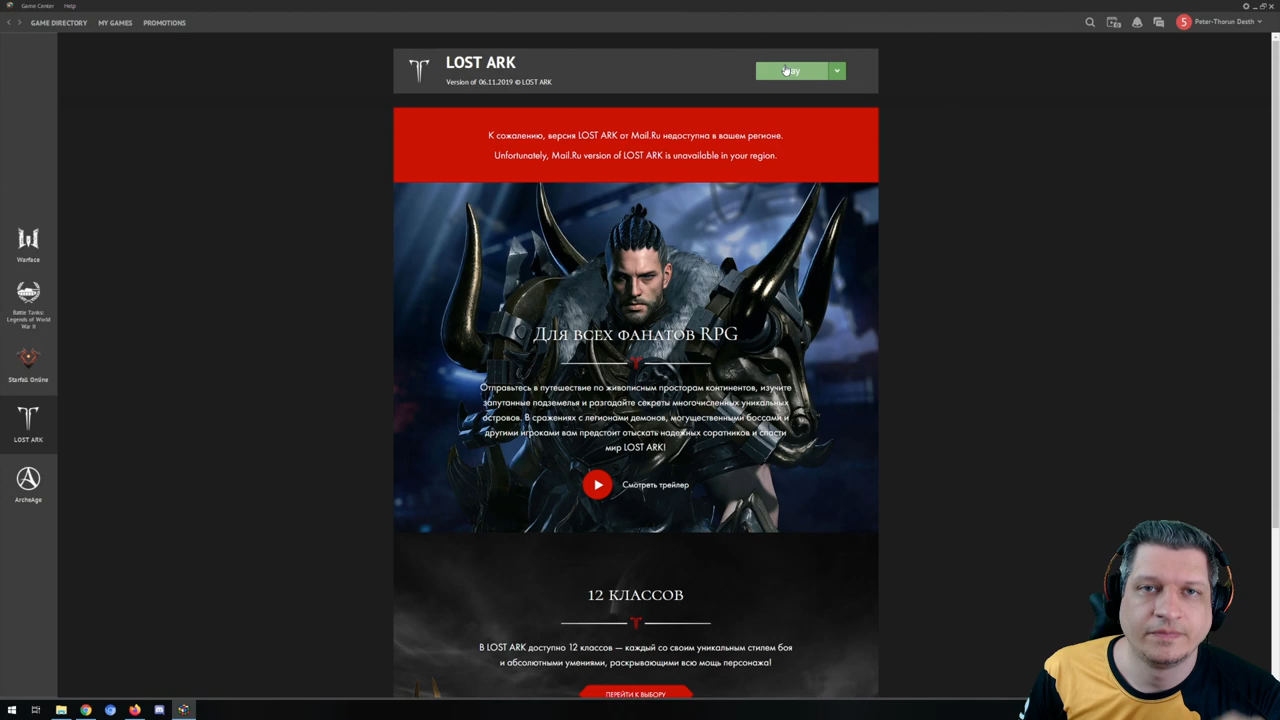 Game Center Help
GAME DIRECTORY MY GAMES PROMOTIONS
5 Peter-Thorun Desth
LOST ARK
Version of 06.11.2019 © LOST ARK
К сожалению, версия LOST ARK от Mail.Ru недоступна в вашем регионе.
Unfortunately, Mail.Ru version of LOST ARK is unavailable in your region.
Warface
Battle Tanks:
Legends of World
War II
Starfall Online
LOST ARK
ArcheAge
Для всех фанатов RPG
Отправьтесь в путешествие по живописным просторам континентов, изучите
запутанные подземелья и разгадайте секреты многочисленных уникальных
островов. В сражениях с легионами демонов, могущественными боссами и
другими игроками вам предстоит отыскать надежных соратников и спасти
мир LOST ARK!
Смотреть трейлер
12 классов
В LOST ARK доступно 12 классов — каждый со своим уникальным стилем боя
и абсолютными умениями, раскрывающими всю мощь персонажа!
ПЕРЕЙТИ К ВЫБОРУ